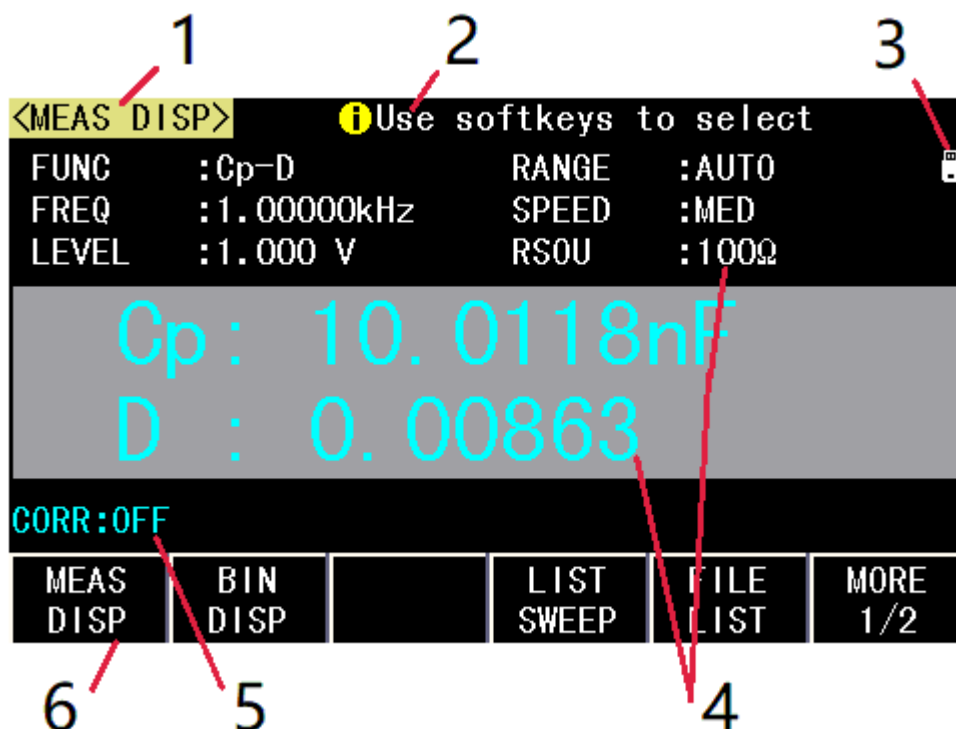 1 2 3
<MEAS DISP> i Use softkeys to select
FUNC :Cp-D RANGE :AUTO
FREQ :1.00000kHz SPEED :MED
LEVEL :1.000 V RSOU :100Ω
Cp: 10.0118nF
D : 0.00863
CORR:OFF
MEAS BIN LIST FILE MORE
DISP DISP SWEEP LIST 1/2
6 5 4